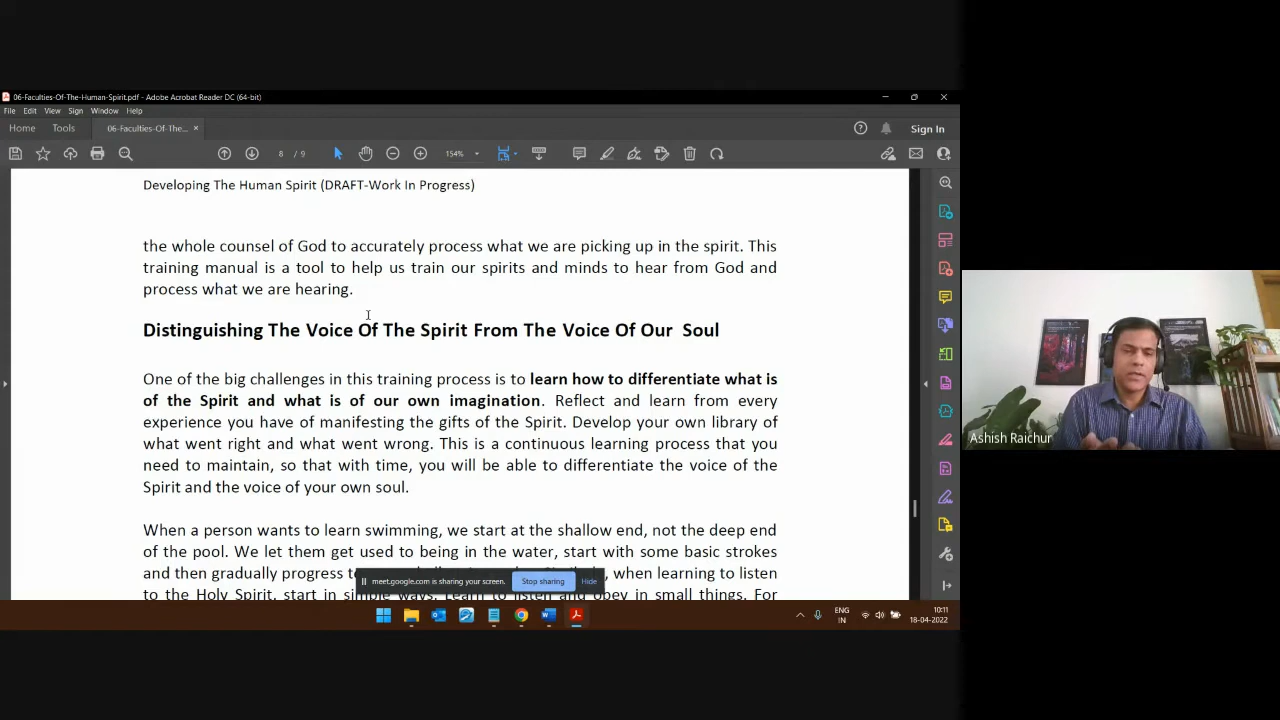 06-Faculties-Of-The-Human-Spirit.pdf - Adobe Acrobat Reader DC (64-bit)
File Edit View Sign Window Help
Home Tools 06-Faculties-Of-The... × Sign In
8 / 9 154%
Developing The Human Spirit (DRAFT-Work In Progress)
the whole counsel of God to accurately process what we are picking up in the spirit. This
training manual is a tool to help us train our spirits and minds to hear from God and
process what we are hearing.
Distinguishing The Voice Of The Spirit From The Voice Of Our Soul
One of the big challenges in this training process is to learn how to differentiate what is
of the Spirit and what is of our own imagination. Reflect and learn from every
experience you have of manifesting the gifts of the Spirit. Develop your own library of
what went right and what went wrong. This is a continuous learning process that you
need to maintain, so that with time, you will be able to differentiate the voice of the
Spirit and the voice of your own soul.
When a person wants to learn swimming, we start at the shallow end, not the deep end
of the pool. We let them get used to being in the water, start with some basic strokes
and then gradually progress when learning to listen
to the Holy Spirit, start in simple ways. Learn to listen and obey in small things. For
meet.google.com is sharing your screen. Stop sharing Hide
Ashish Raichur
ENG
IN
10:11
18-04-2022